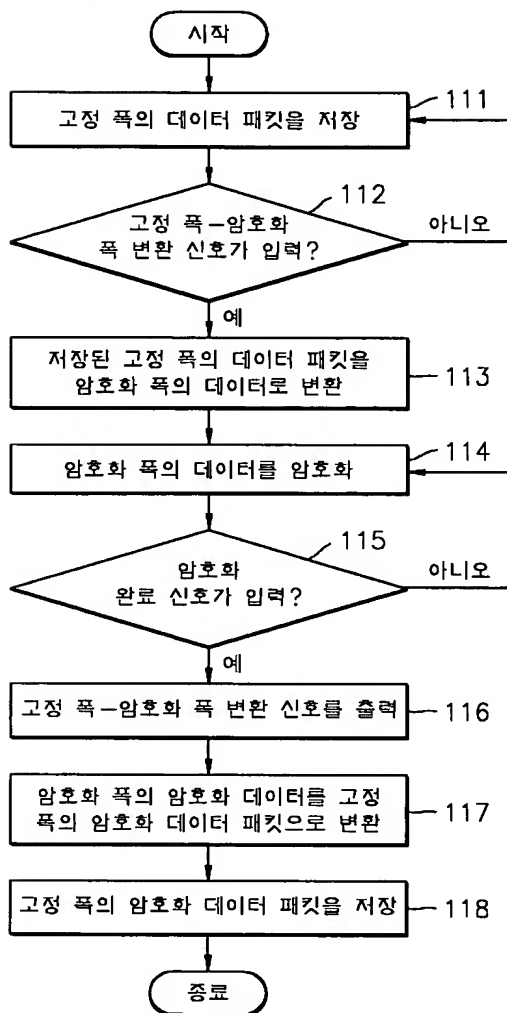 시작
고정 폭의 데이터 패킷을 저장
111
고정 폭–암호화
폭 변환 신호가 입력?
112
아니오
예
저장된 고정 폭의 데이터 패킷을
암호화 폭의 데이터로 변환
113
암호화 폭의 데이터를 암호화
114
암호화
완료 신호가 입력?
115
아니오
예
고정 폭–암호화 폭 변환 신호를 출력
116
암호화 폭의 암호화 데이터를 고정
폭의 암호화 데이터 패킷으로 변환
117
고정 폭의 암호화 데이터 패킷을 저장
118
종료